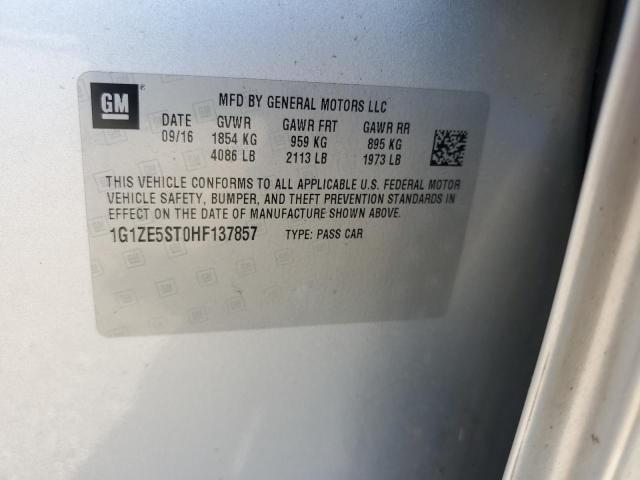 GM
MFD BY GENERAL MOTORS LLC
DATE GVWR GAWR FRT GAWR RR
09/16 1854 KG 959 KG 895 KG
4086 LB 2113 LB 1973 LB
THIS VEHICLE CONFORMS TO ALL APPLICABLE U.S. FEDERAL MOTOR
VEHICLE SAFETY, BUMPER, AND THEFT PREVENTION STANDARDS IN
EFFECT ON THE DATE OF MANUFACTURE SHOWN ABOVE.
1G1ZE5ST0HF137857 TYPE: PASS CAR